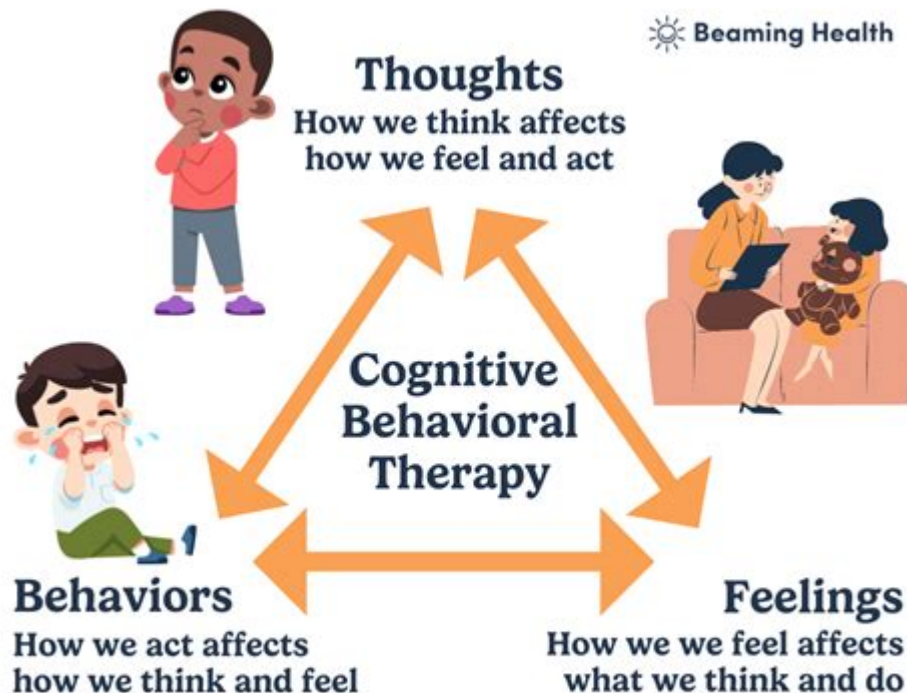 Beaming Health
Thoughts
How we think affects
how we feel and act
Cognitive
Behavioral
Therapy
Behaviors
How we act affects
how we think and feel
Feelings
How we we feel affects
what we think and do